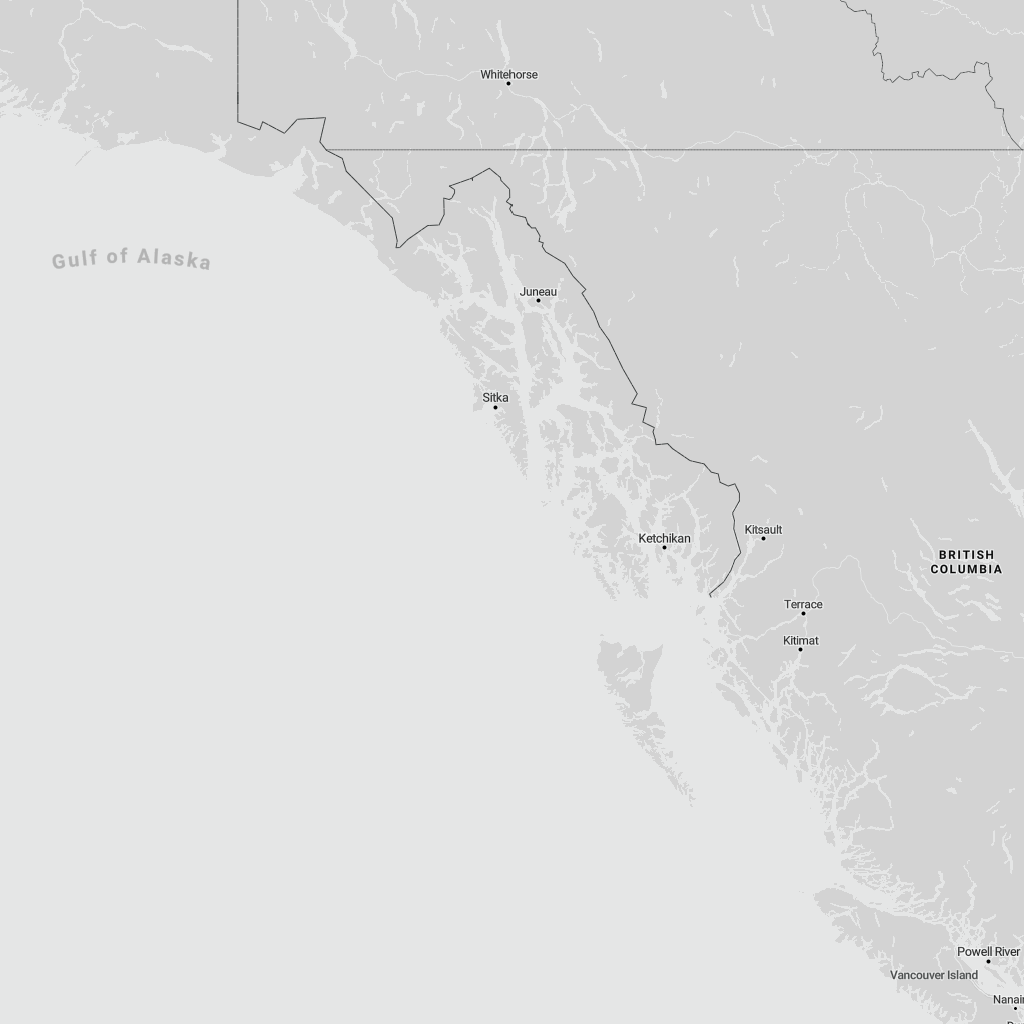 Whitehorse
Gulf of Alaska
Juneau
Sitka
Kitsault
Ketchikan
BRITISH
COLUMBIA
Terrace
Kitimat
Powell River
Vancouver Island
Nanai